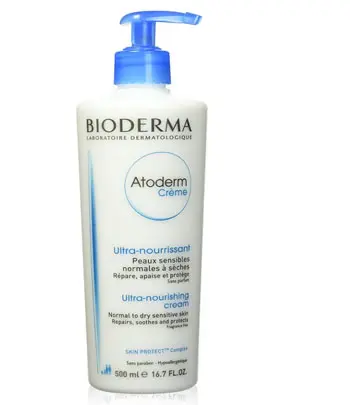 BIODERMA
LABORATOIRE DERMATOLOGIQUE
Atoderm
Crème
Ultra-nourrissant
Peaux sensibles
normales à sèches
Répare, apaise et protège
Sans parfum
Ultra-nourishing
cream
Normal to dry sensitive skin
Repairs, soothes and protects
Fragrance free
SKIN PROTECT™ Complex
Sans paraben - Hypoallergenique
500 ml e 16.7 FL.OZ.